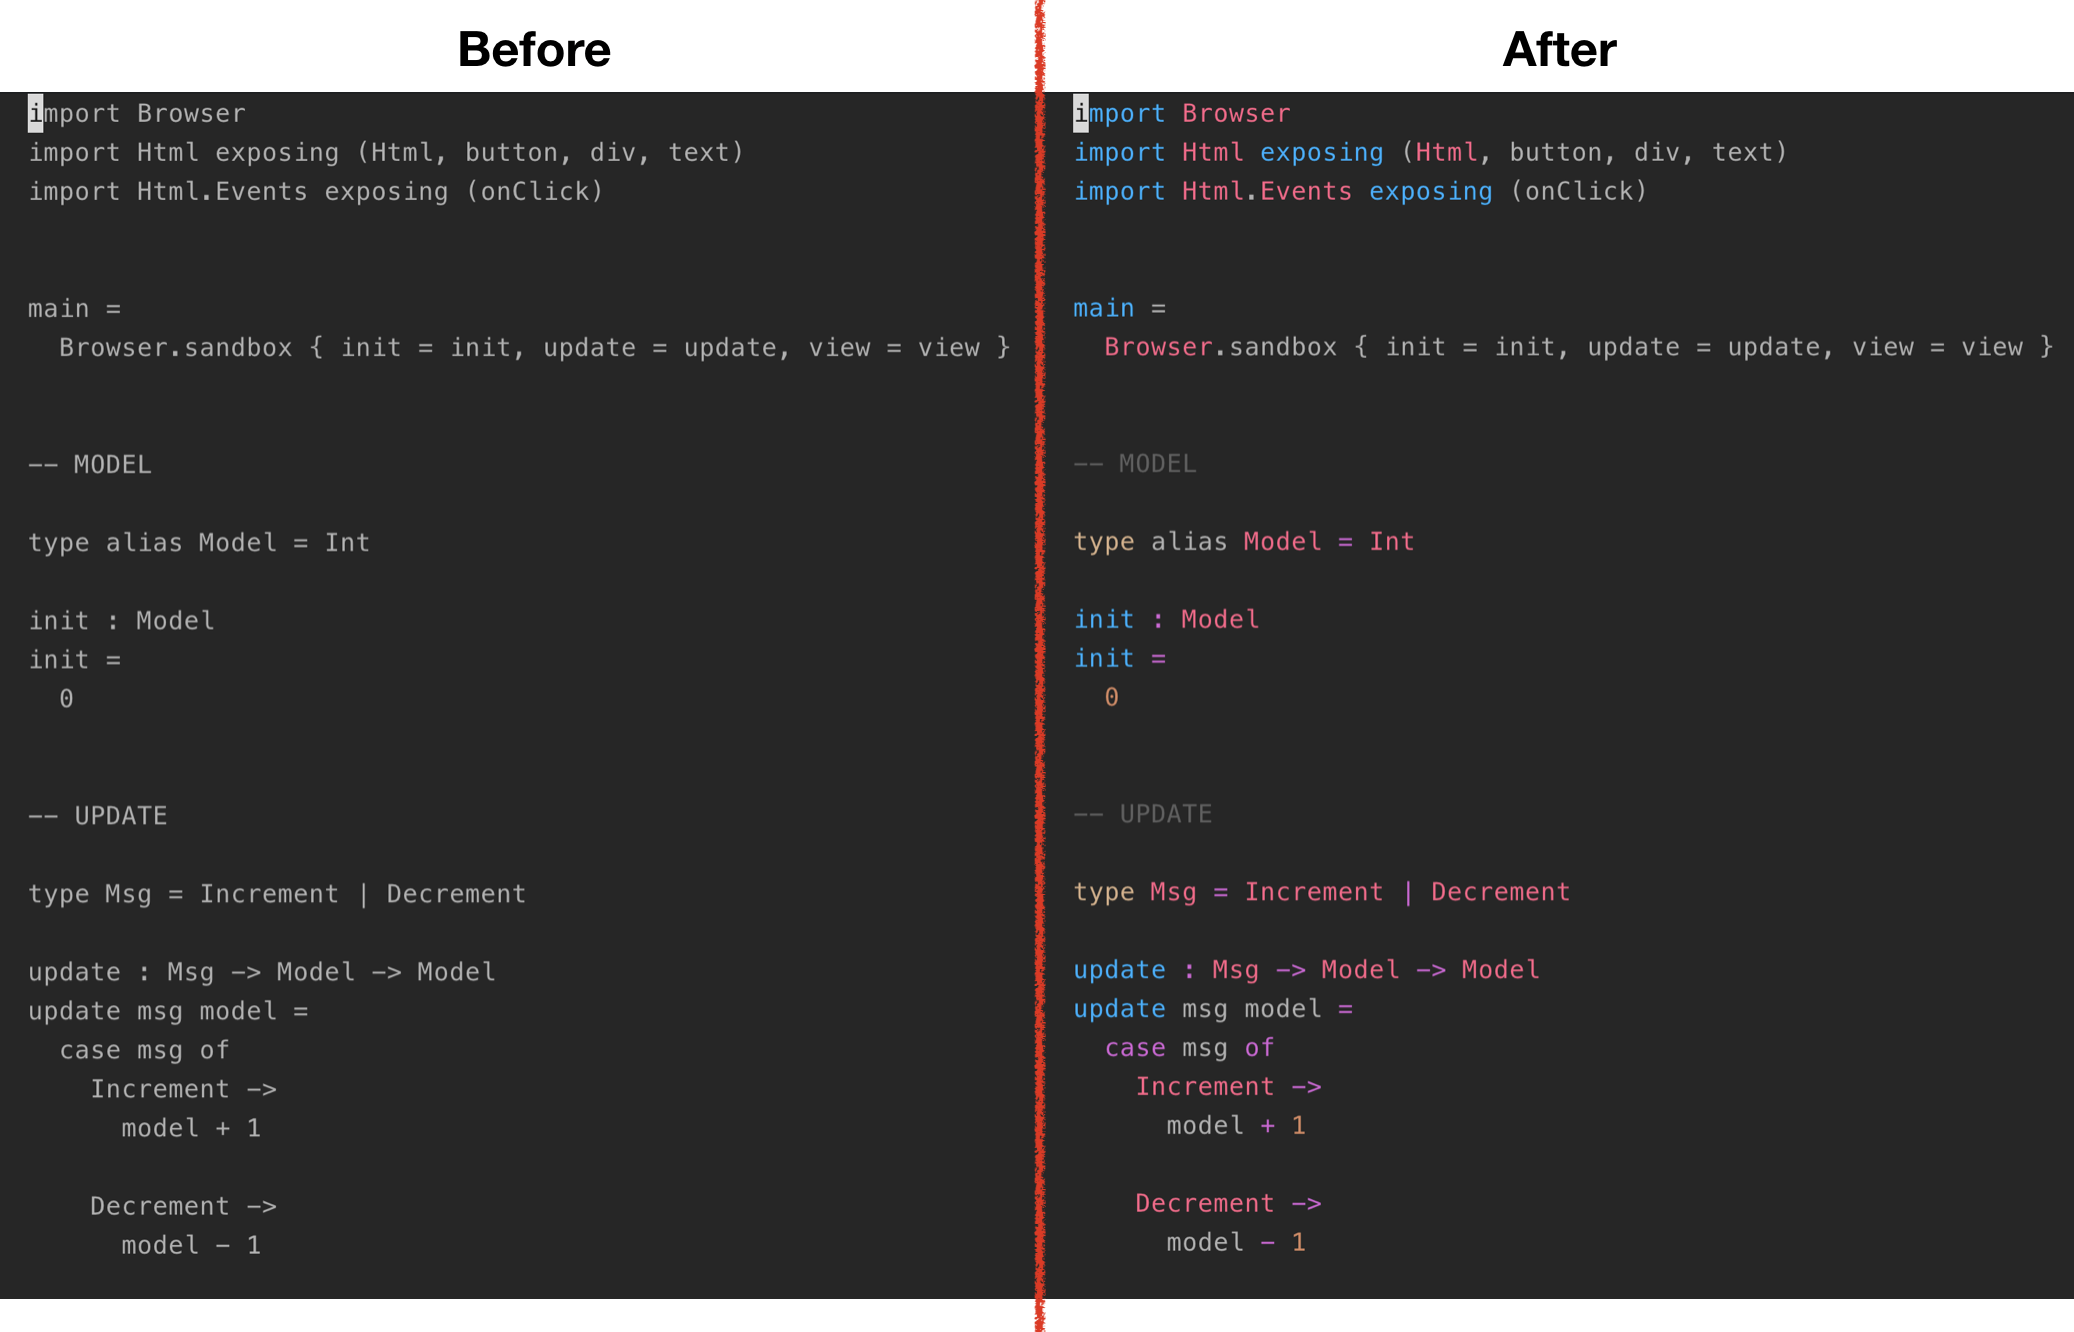 Before
import Browser
import Html exposing (Html, button, div, text)
import Html.Events exposing (onClick)
main =
  Browser.sandbox { init = init, update = update, view = view }
-- MODEL
type alias Model = Int
init : Model
init =
  0
-- UPDATE
type Msg = Increment | Decrement
update : Msg -> Model -> Model
update msg model =
  case msg of
    Increment ->
      model + 1
    Decrement ->
      model - 1
After
import Browser
import Html exposing (Html, button, div, text)
import Html.Events exposing (onClick)
main =
  Browser.sandbox { init = init, update = update, view = view }
-- MODEL
type alias Model = Int
init : Model
init =
  0
-- UPDATE
type Msg = Increment | Decrement
update : Msg -> Model -> Model
update msg model =
  case msg of
    Increment ->
      model + 1
    Decrement ->
      model - 1